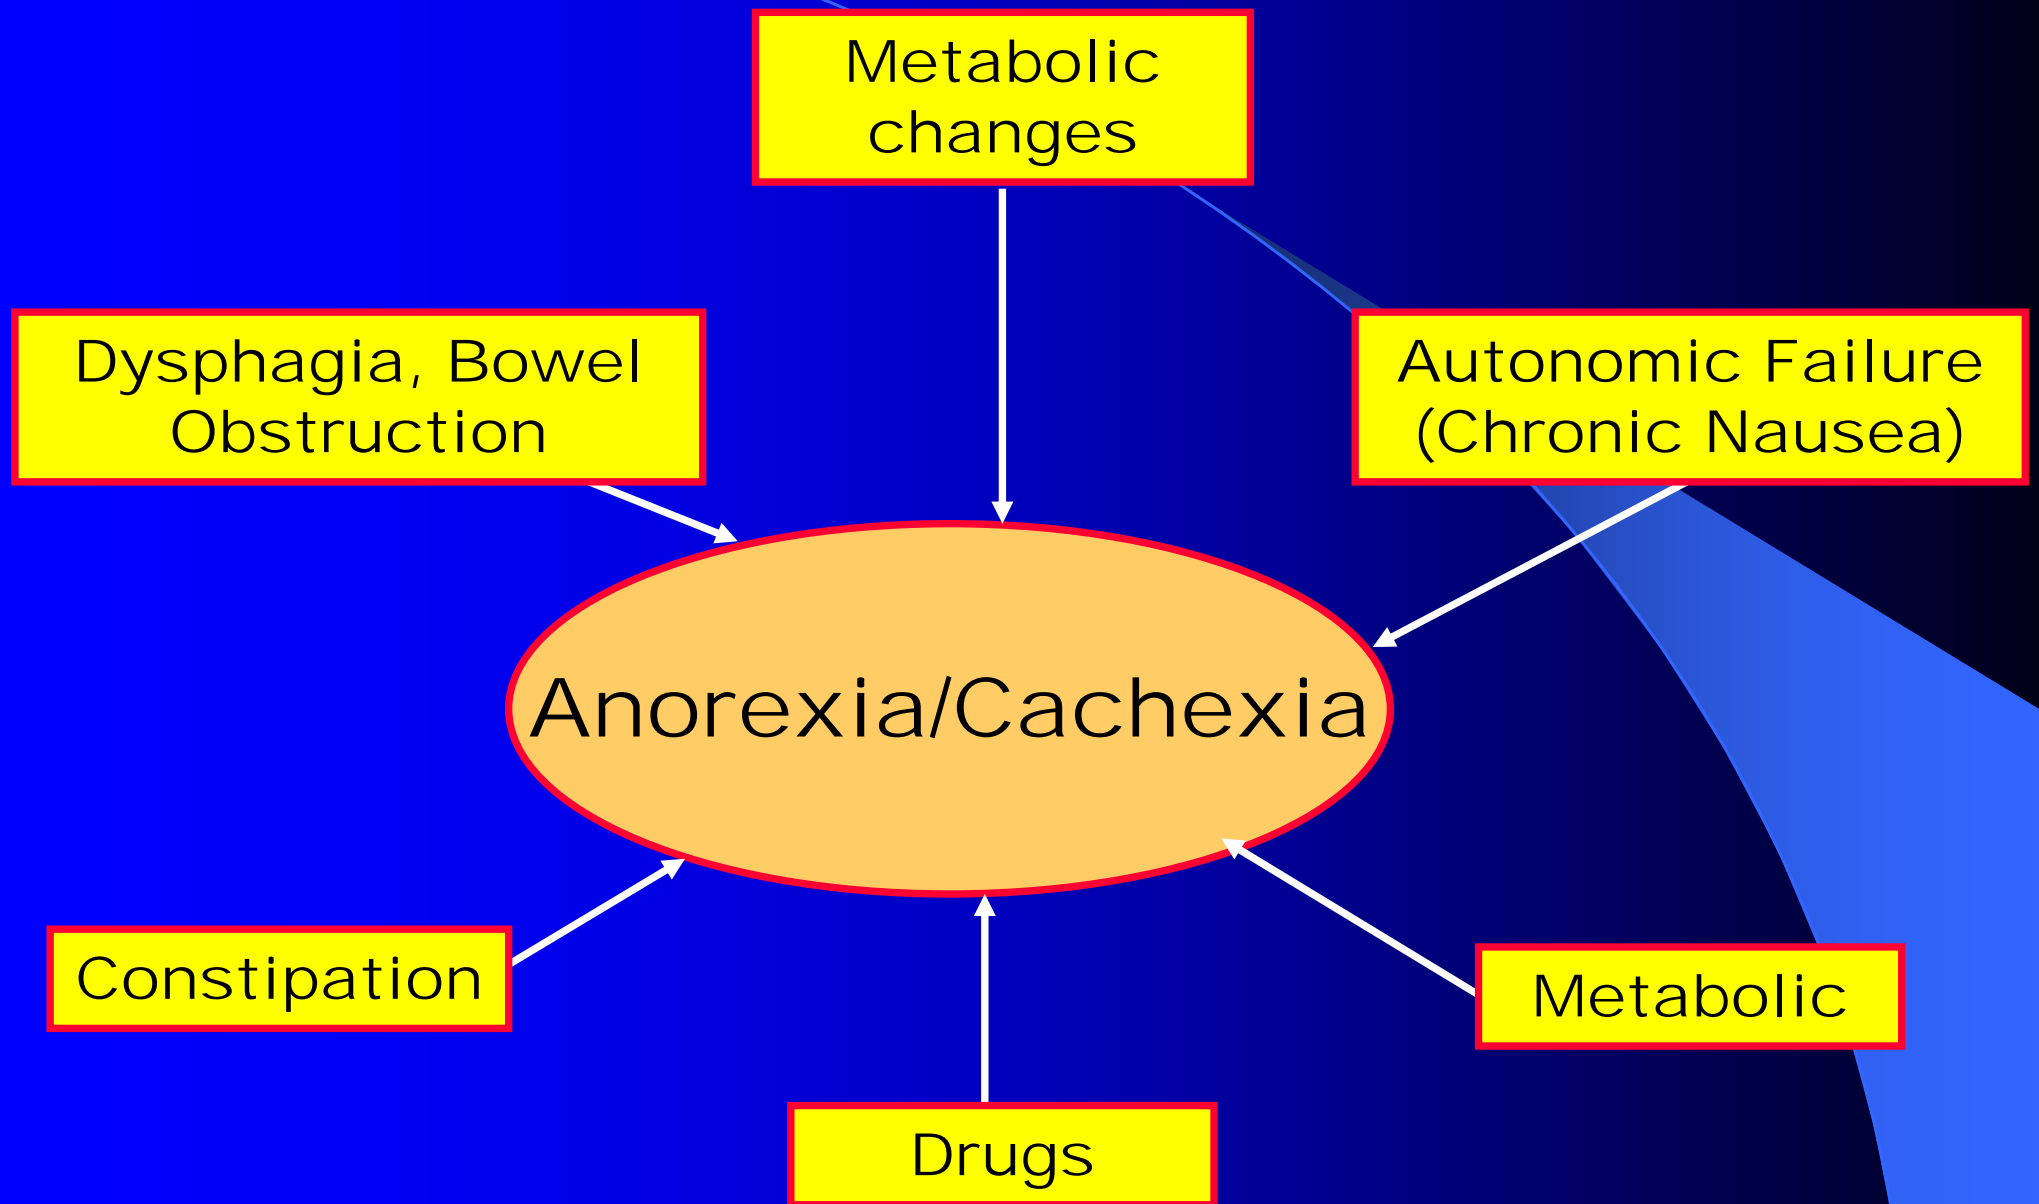 Metabolic
changes
Dysphagia, Bowel
Obstruction
Autonomic Failure
(Chronic Nausea)
Anorexia/Cachexia
Constipation
Metabolic
Drugs